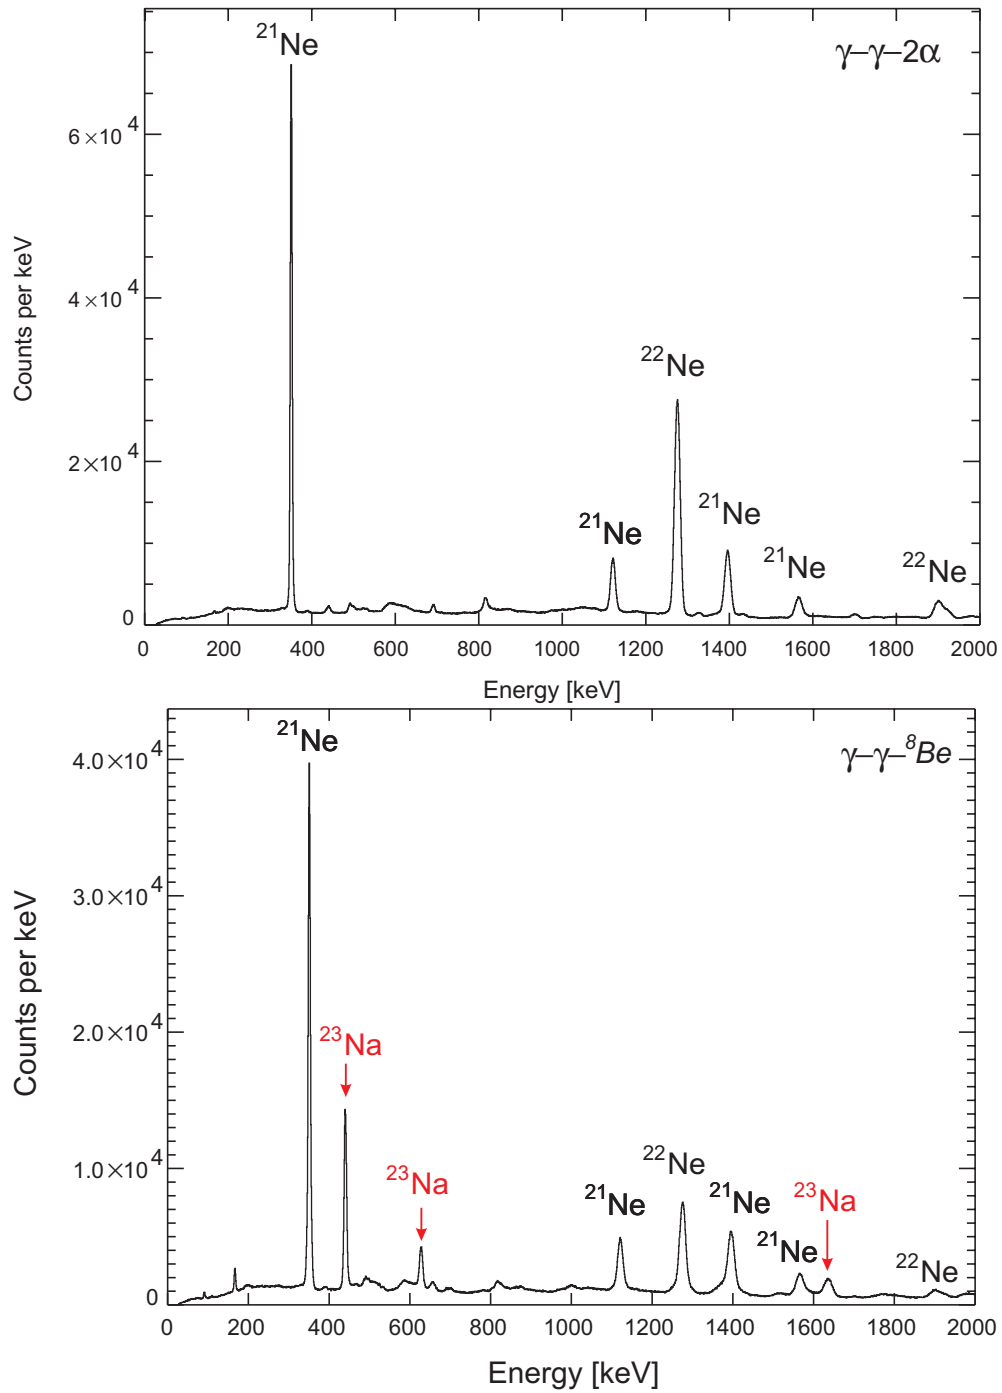 ²¹Ne
γ–γ–2α
6×10⁴
4×10⁴
2×10⁴
0
Counts per keV
²²Ne
²¹Ne
²¹Ne
²¹Ne
²²Ne
0 200 400 600 800 1000 1200 1400 1600 1800 2000
Energy [keV]
²¹Ne
γ–γ–⁸Be
4.0×10⁴
3.0×10⁴
2.0×10⁴
1.0×10⁴
0
Counts per keV
²³Na
²³Na
²¹Ne
²²Ne
²¹Ne
²¹Ne
²³Na
²²Ne
0 200 400 600 800 1000 1200 1400 1600 1800 2000
Energy [keV]